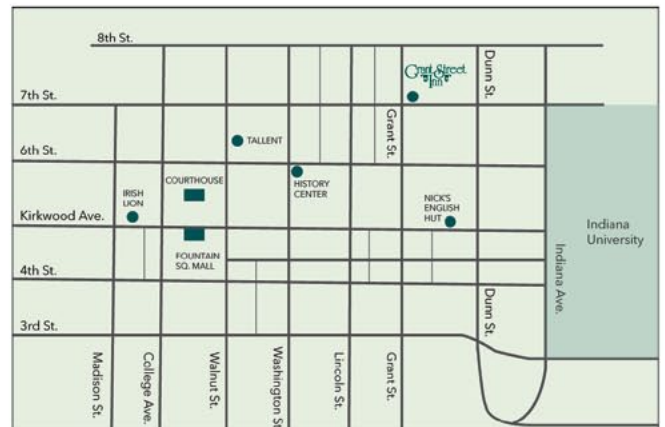 8th St.
Grant Street
Inn
Dunn St.
7th St.
Grant St.
TALLENT
6th St.
COURTHOUSE
HISTORY
CENTER
IRISH
LION
NICK'S
ENGLISH
HUT
Kirkwood Ave.
Indiana
University
FOUNTAIN
SQ. MALL
Indiana Ave.
4th St.
Dunn St.
3rd St.
Madison St.
College Ave.
Walnut St.
Washington St
Lincoln St.
Grant St.